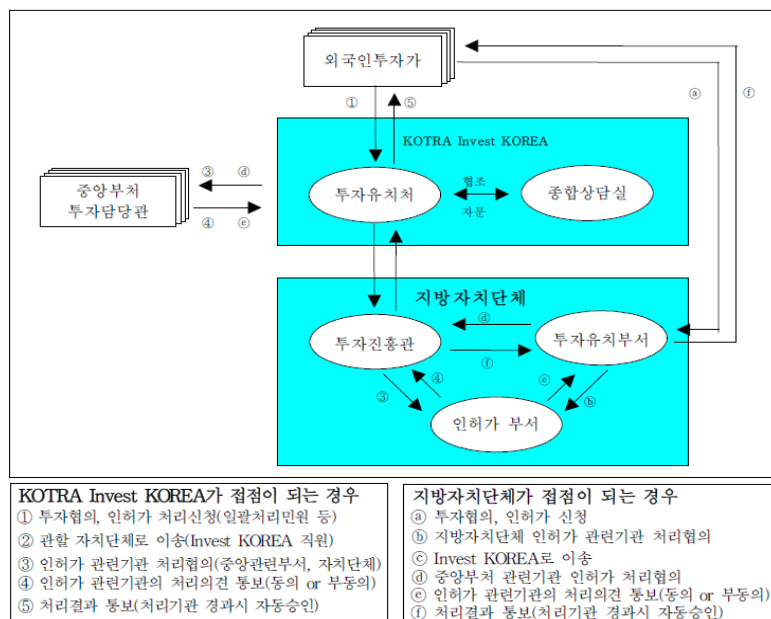 외국인투자가
① ⑤ ⓐ ⓕ
KOTRA Invest KOREA
③ ⓓ
중앙부처
투자담당관
④ ⓔ
투자유치처
협조
자문
종합상담실
지방자치단체
투자진흥관
ⓓ
ⓕ
투자유치부서
③ ④ ⓔ ⓑ
인허가 부서
KOTRA Invest KOREA가 접점이 되는 경우
① 투자협의, 인허가 처리신청(일괄처리민원 등)
② 관할 자치단체로 이송(Invest KOREA 직원)
③ 인허가 관련기관 처리협의(중앙관련부서, 자치단체)
④ 인허가 관련기관의 처리의견 통보(동의 or 부동의)
⑤ 처리결과 통보(처리기관 경과시 자동승인)
지방자치단체가 접점이 되는 경우
ⓐ 투자협의, 인허가 신청
ⓑ 지방자치단체 인허가 관련기관 처리협의
ⓒ Invest KOREA로 이송
ⓓ 중앙부처 관련기관 인허가 처리협의
ⓔ 인허가 관련기관의 처리의견 통보(동의 or 부동의)
ⓕ 처리결과 통보(처리기관 경과시 자동승인)